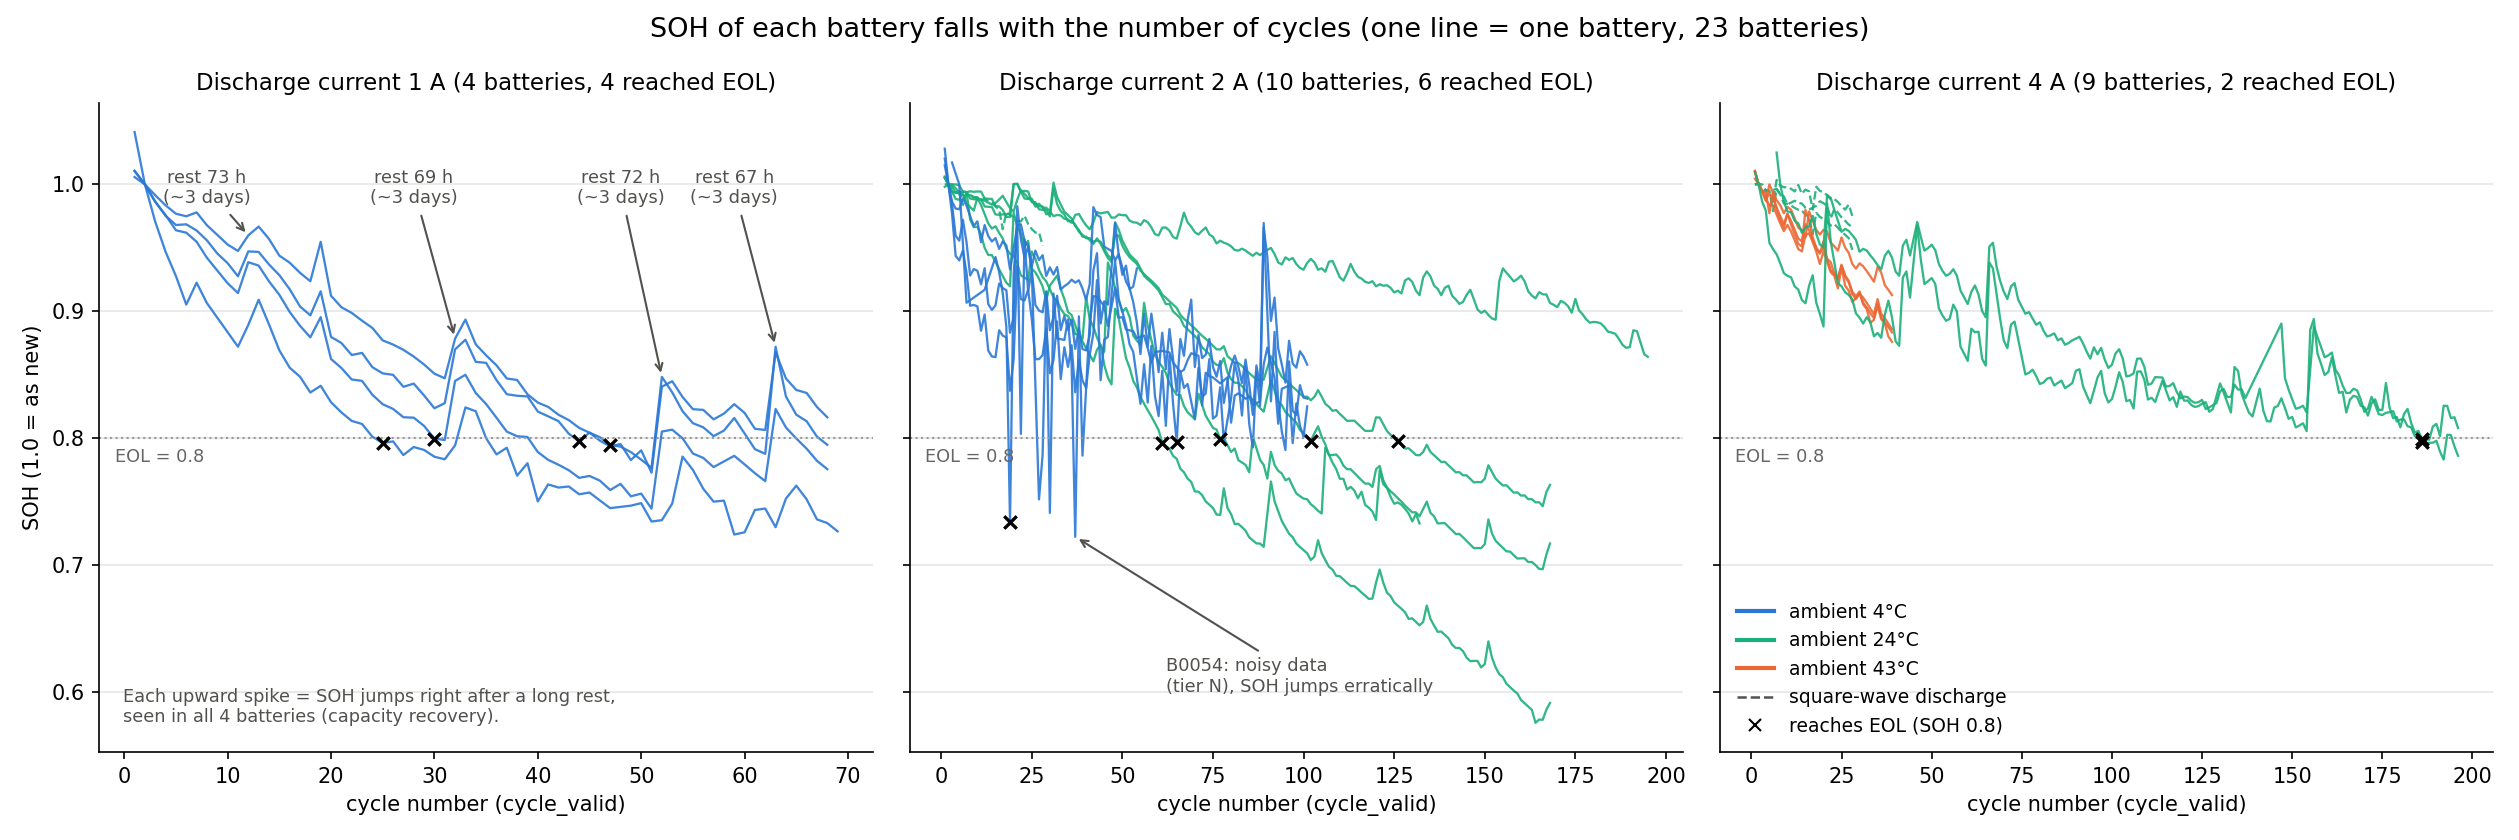 SOH of each battery falls with the number of cycles (one line = one battery, 23 batteries)
Discharge current 1 A (4 batteries, 4 reached EOL)
SOH (1.0 = as new)
1.0
0.9
0.8
0.7
0.6
rest 73 h
(~3 days)
rest 69 h
(~3 days)
rest 72 h
(~3 days)
rest 67 h
(~3 days)
EOL = 0.8
Each upward spike = SOH jumps right after a long rest,
seen in all 4 batteries (capacity recovery).
0 10 20 30 40 50 60 70
cycle number (cycle_valid)
Discharge current 2 A (10 batteries, 6 reached EOL)
EOL = 0.8
B0054: noisy data
(tier N), SOH jumps erratically
0 25 50 75 100 125 150 175 200
cycle number (cycle_valid)
Discharge current 4 A (9 batteries, 2 reached EOL)
EOL = 0.8
ambient 4°C
ambient 24°C
ambient 43°C
square-wave discharge
reaches EOL (SOH 0.8)
0 25 50 75 100 125 150 175 200
cycle number (cycle_valid)